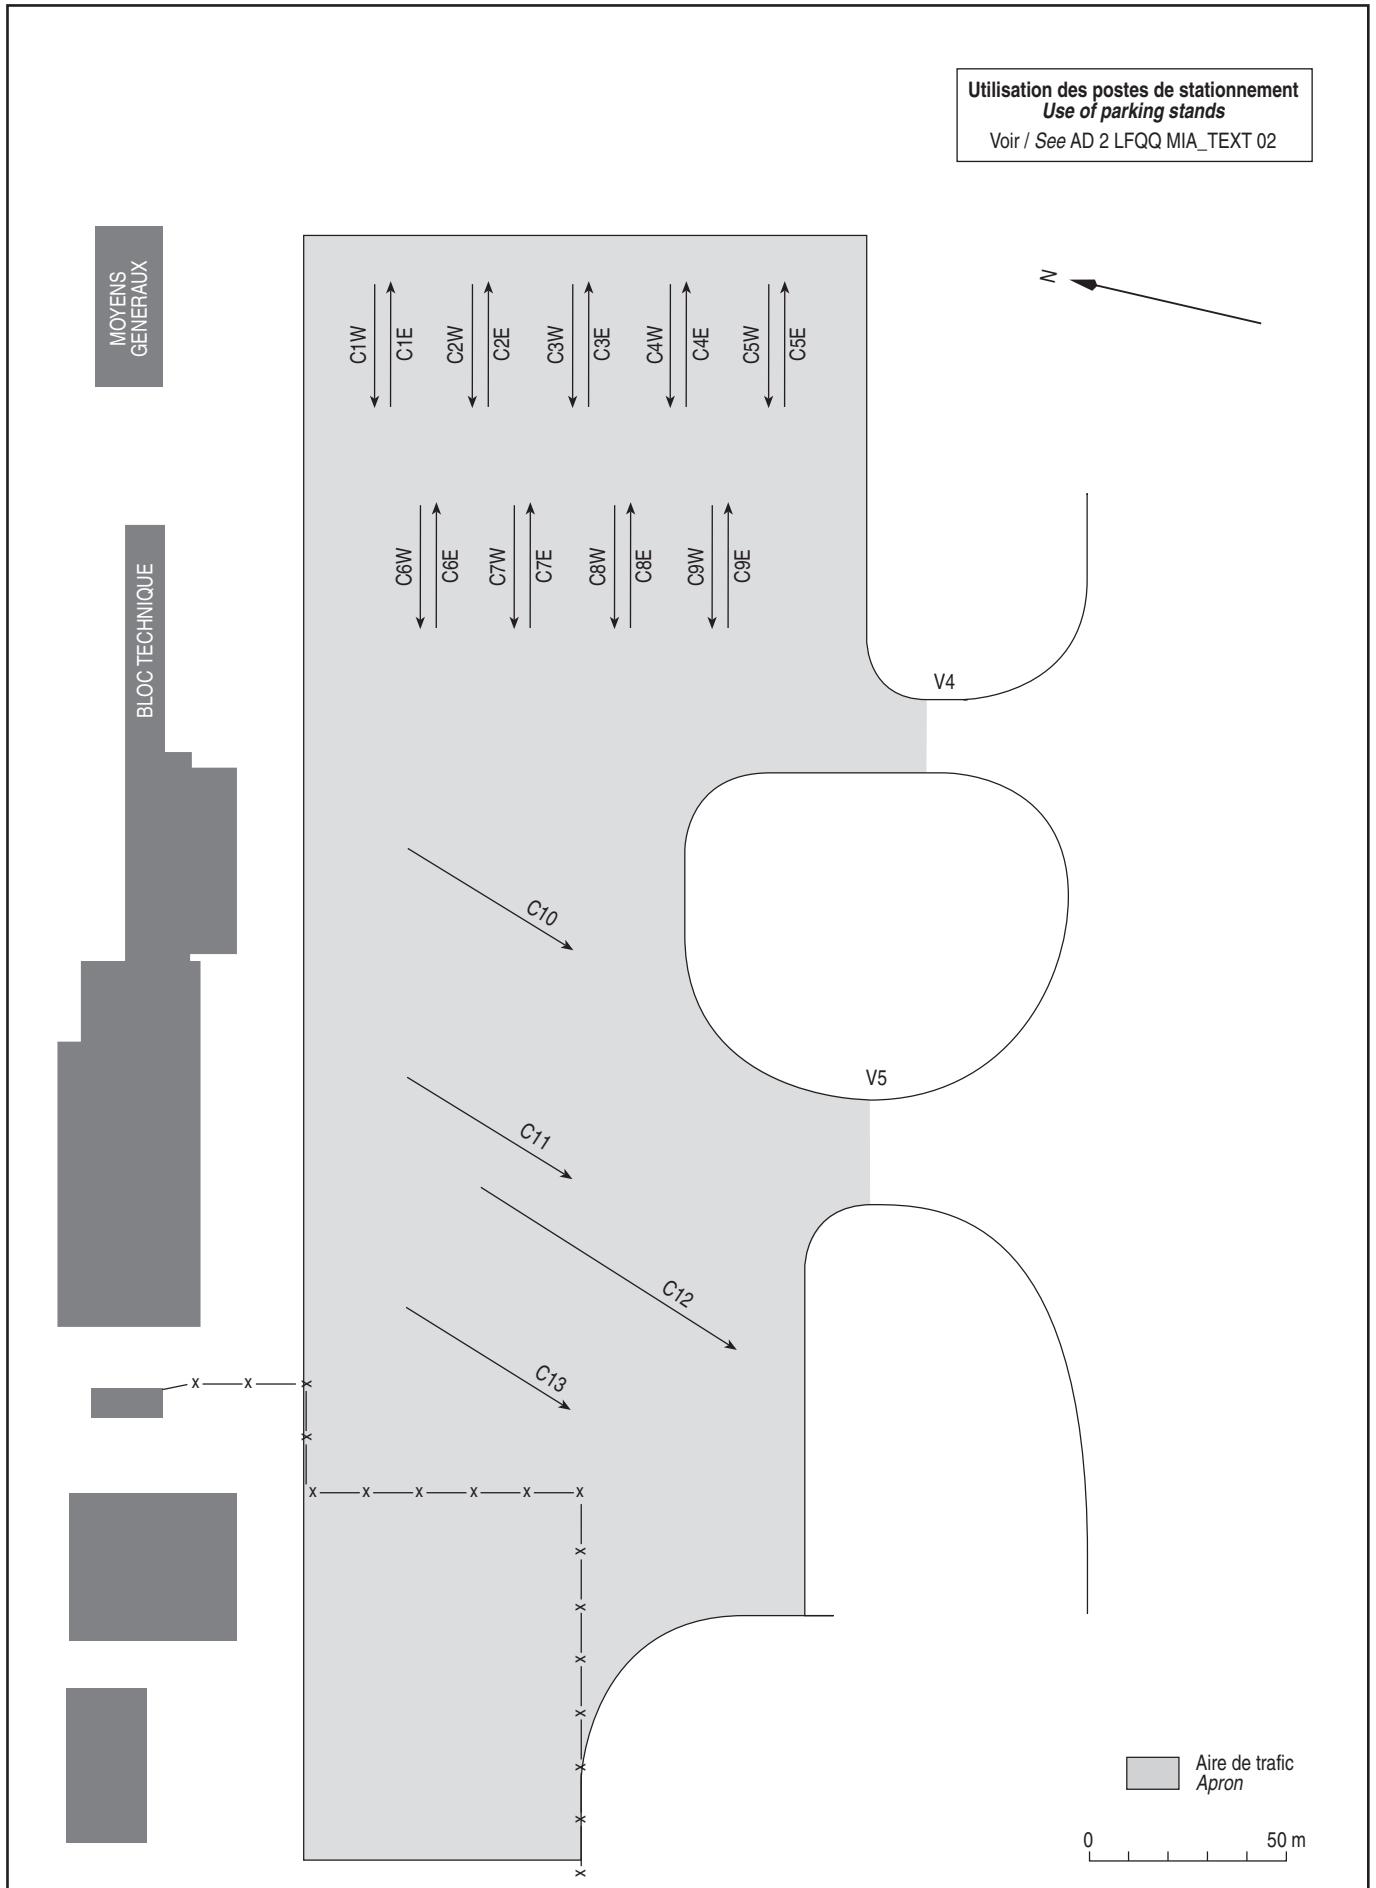 Utilisation des postes de stationnement
Use of parking stands
Voir / See AD 2 LFQQ MIA_TEXT 02
MOYENS
GENERAUX
N
C1W
C1E
C2W
C2E
C3W
C3E
C4W
C4E
C5W
C5E
C6W
C6E
C7W
C7E
C8W
C8E
C9W
C9E
BLOC TECHNIQUE
V4
C10
V5
C11
C12
C13
Aire de trafic
Apron
0 50 m